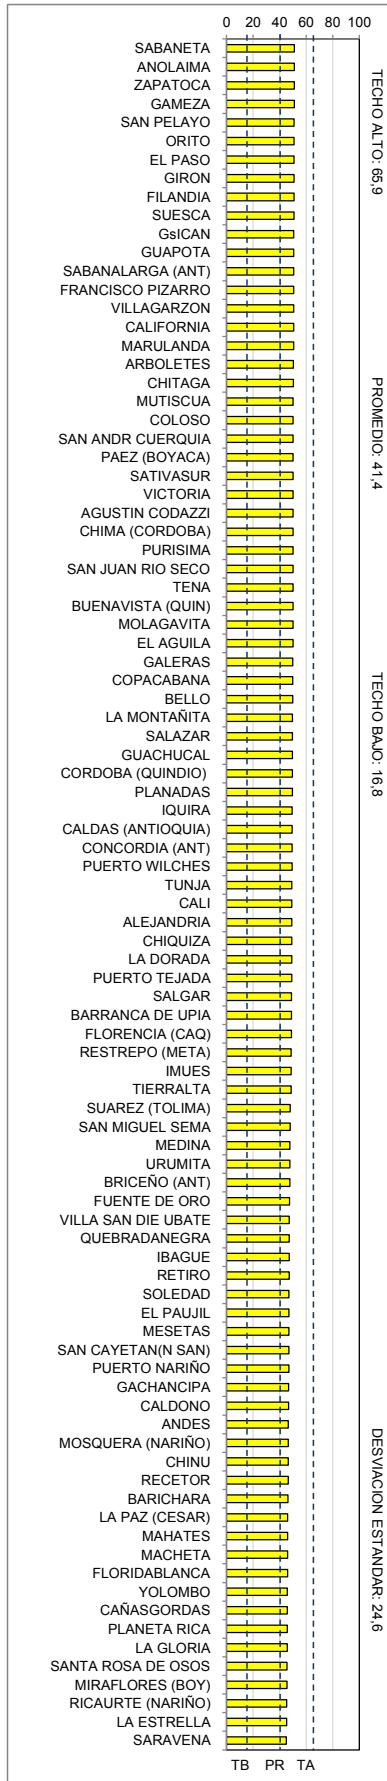 0 20 40 60 80 100
SABANETA
ANOLAIMA
ZAPATOCA
GAMEZA
SAN PELAYO
ORITO
EL PASO
GIRON
FILANDIA
SUESCA
GsICAN
GUAPOTA
SABANALARGA (ANT)
FRANCISCO PIZARRO
VILLAGARZON
CALIFORNIA
MARULANDA
ARBOLETES
CHITAGA
MUTISCUA
COLOSO
SAN ANDR CUERQUIA
PAEZ (BOYACA)
SATIVASUR
VICTORIA
AGUSTIN CODAZZI
CHIMA (CORDOBA)
PURISIMA
SAN JUAN RIO SECO
TENA
BUENAVISTA (QUIN)
MOLAGAVITA
EL AGUILA
GALERAS
COPACABANA
BELLO
LA MONTAÑITA
SALAZAR
GUACHUCAL
CORDOBA (QUINDIO)
PLANADAS
IQUIRA
CALDAS (ANTIOQUIA)
CONCORDIA (ANT)
PUERTO WILCHES
TUNJA
CALI
ALEJANDRIA
CHIQUIZA
LA DORADA
PUERTO TEJADA
SALGAR
BARRANCA DE UPIA
FLORENCIA (CAQ)
RESTREPO (META)
IMUES
TIERRALTA
SUAREZ (TOLIMA)
SAN MIGUEL SEMA
MEDINA
URUMITA
BRICEÑO (ANT)
FUENTE DE ORO
VILLA SAN DIE UBATE
QUEBRADANEGRA
IBAGUE
RETIRO
SOLEDAD
EL PAUJIL
MESETAS
SAN CAYETAN(N SAN)
PUERTO NARIÑO
GACHANCIPA
CALDONO
ANDES
MOSQUERA (NARIÑO)
CHINU
RECETOR
BARICHARA
LA PAZ (CESAR)
MAHATES
MACHETA
FLORIDABLANCA
YOLOMBO
CAÑASGORDAS
PLANETA RICA
LA GLORIA
SANTA ROSA DE OSOS
MIRAFLORES (BOY)
RICAURTE (NARIÑO)
LA ESTRELLA
SARAVENA
TB PR TA
TECHO ALTO: 65,9
PROMEDIO: 41,4
TECHO BAJO: 16,8
DESVIACION ESTANDAR: 24,6